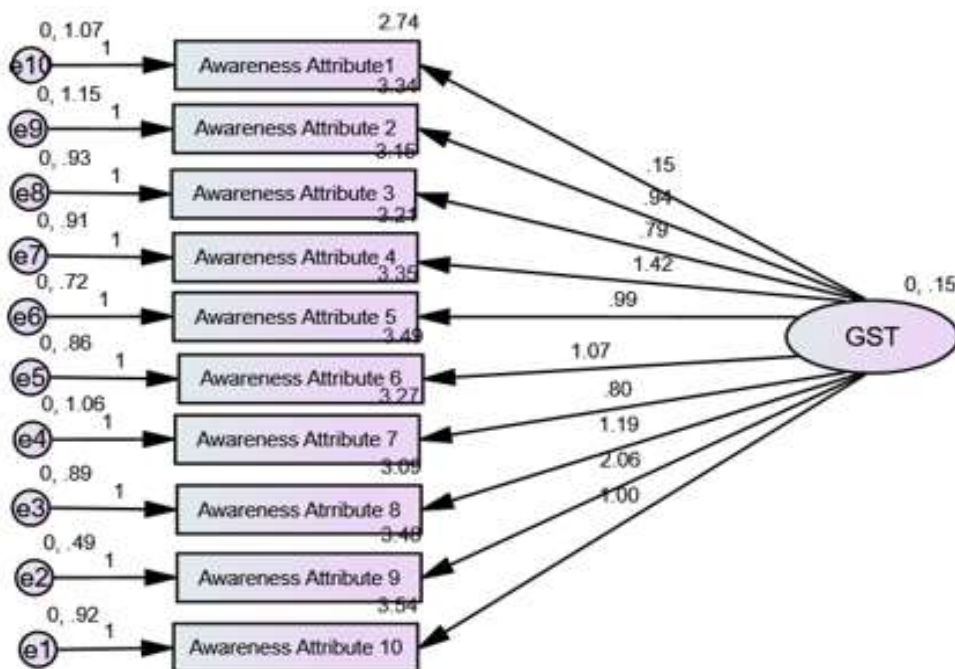 2.74
0, 1.07
e10
1
Awareness Attribute1
3.34
0, 1.15
e9
1
Awareness Attribute 2
3.15
0, .93
e8
1
Awareness Attribute 3
3.21
0, .91
e7
1
Awareness Attribute 4
3.35
0, .72
e6
1
Awareness Attribute 5
3.49
0, .86
e5
1
Awareness Attribute 6
3.27
0, 1.06
e4
1
Awareness Attribute 7
3.09
0, .89
e3
1
Awareness Atrribute 8
3.48
0, .49
e2
1
Awareness Attribute 9
3.54
0, .92
e1
1
Awareness Attribute 10
.15
.94
.79
1.42
.99
1.07
.80
1.19
2.06
1.00
0, .15
GST